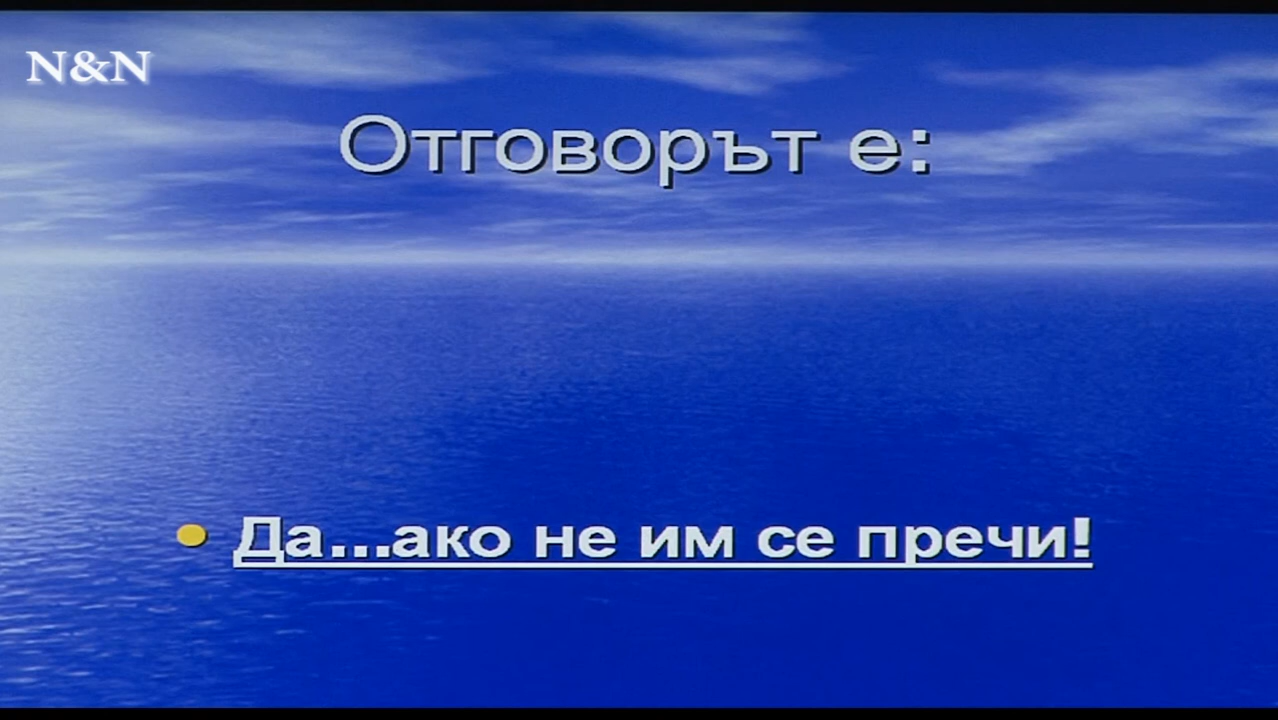 N&N
Отговорът е:
Да...ако не им се пречи!